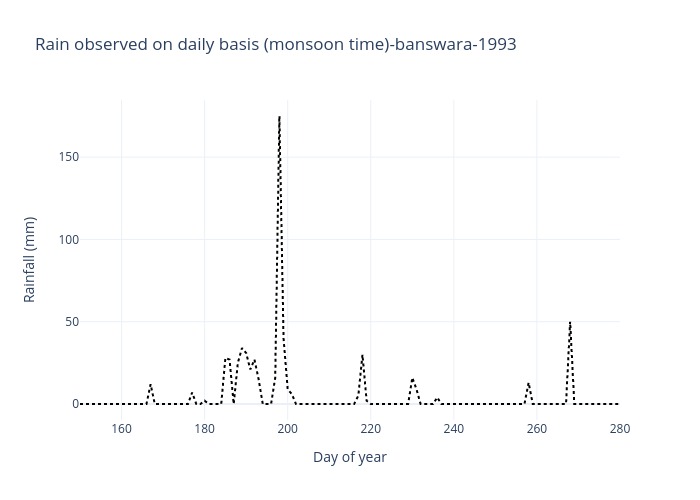 Rain observed on daily basis (monsoon time)-banswara-1993
150
100
50
0
Rainfall (mm)
160 180 200 220 240 260 280
Day of year